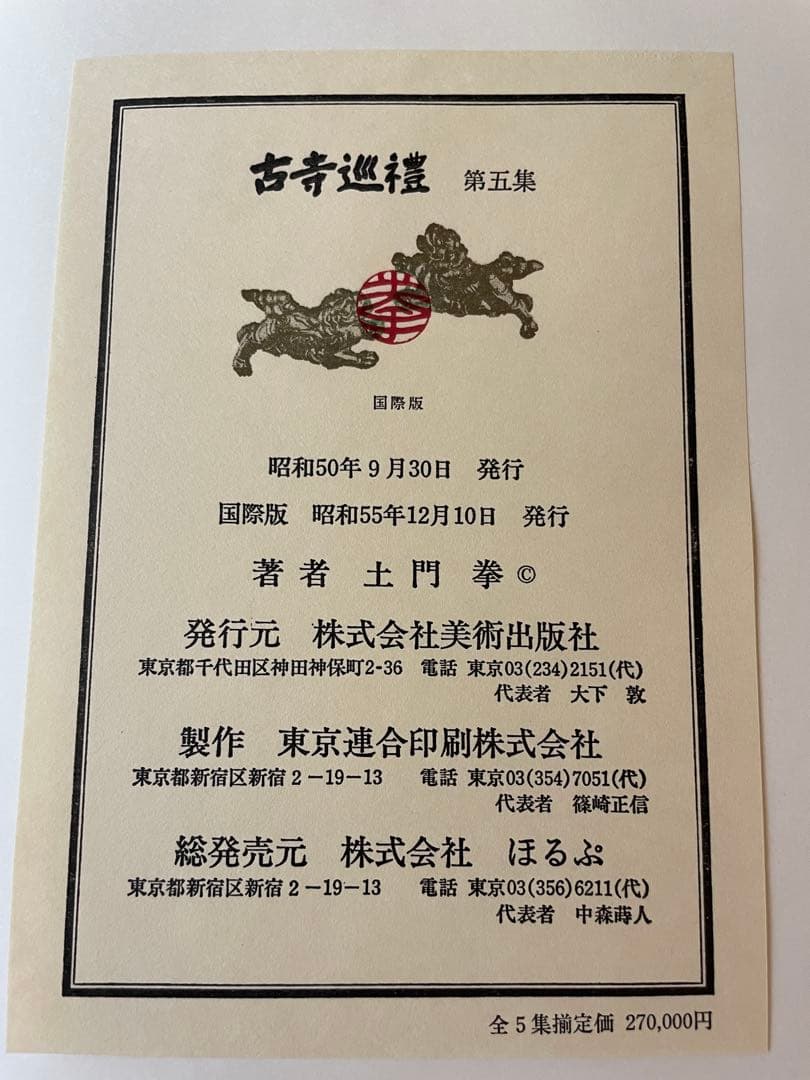 古寺巡禮　第五集
拳
国際版
昭和50年9月30日　発行
国際版　昭和55年12月10日　発行
著者　土門　拳©
発行元　株式会社美術出版社
東京都千代田区神田神保町2-36　電話 東京03(234)2151(代)
代表者　大下　敦
製作　東京連合印刷株式会社
東京都新宿区新宿2－19－13　電話 東京03(354)7051(代)
代表者　篠崎正信
総発売元　株式会社　ほるぷ
東京都新宿区新宿2－19－13　電話 東京03(356)6211(代)
代表者　中森蒔人
全5集揃定価 270,000円